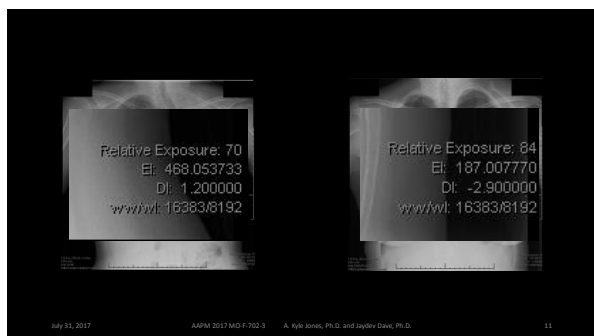 Relative Exposure: 70
EI: 468.053733
DI: 1.200000
ww/wl: 16383/8192
Relative Exposure: 84
EI: 187.007770
DI: -2.900000
ww/wl: 16383/8192
July 31, 2017
AAPM 2017 MO-F-702-3
A. Kyle Jones, Ph.D. and Jaydev Dave, Ph.D.
11